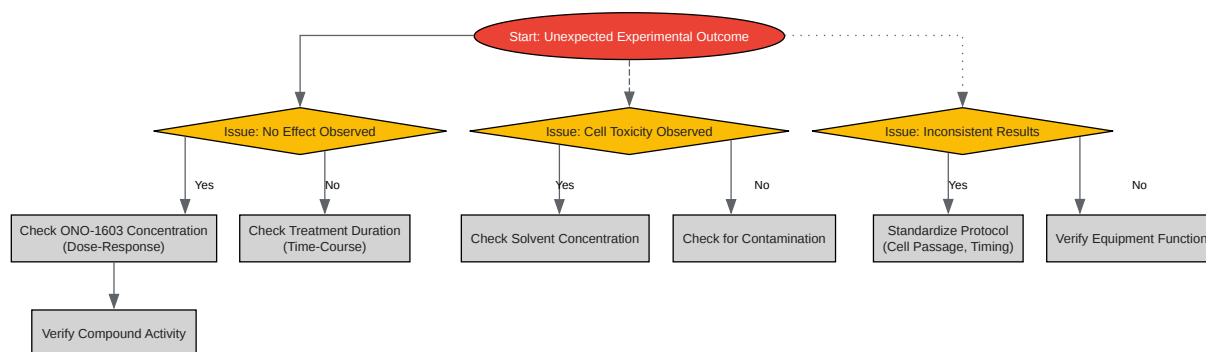 Start: Unexpected Experimental Outcome
Issue: No Effect Observed
Issue: Cell Toxicity Observed
Issue: Inconsistent Results
Yes
No
Yes
No
Yes
No
Check ONO-1603 Concentration
(Dose-Response)
Check Treatment Duration
(Time-Course)
Check Solvent Concentration
Check for Contamination
Standardize Protocol
(Cell Passage, Timing)
Verify Equipment Function
Verify Compound Activity